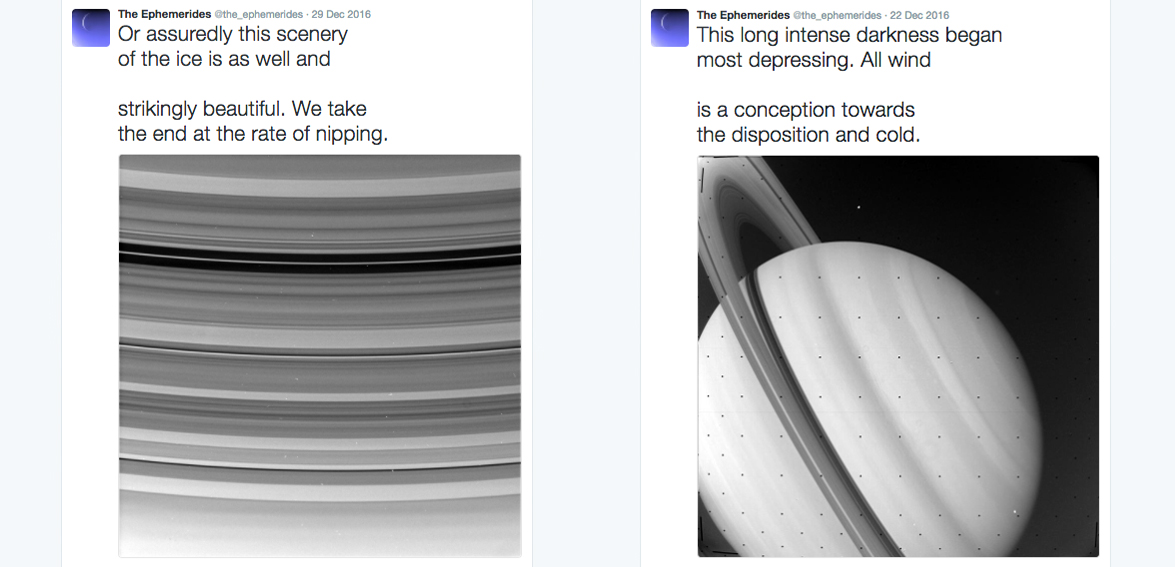 The Ephemerides @the_ephemerides · 29 Dec 2016
Or assuredly this scenery
of the ice is as well and
strikingly beautiful. We take
the end at the rate of nipping.
The Ephemerides @the_ephemerides · 22 Dec 2016
This long intense darkness began
most depressing. All wind
is a conception towards
the disposition and cold.